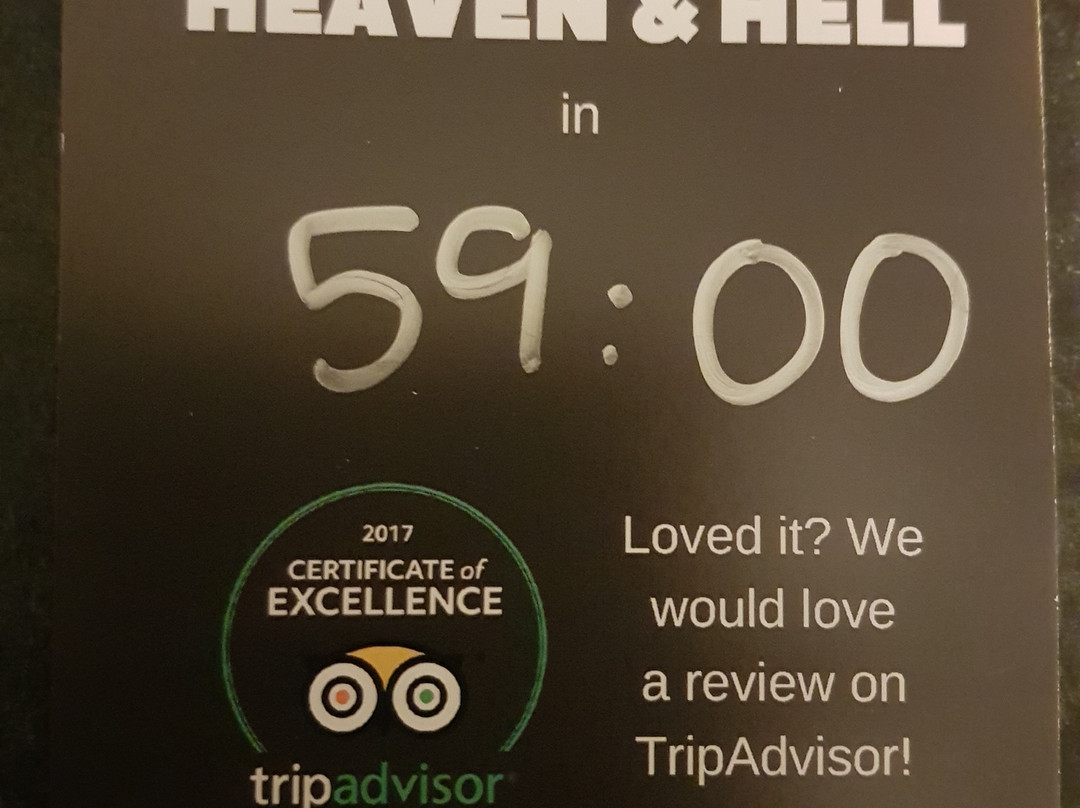 HEAVEN & HELL
in
59:00
2017
CERTIFICATE of
EXCELLENCE
tripadvisor
Loved it? We
would love
a review on
TripAdvisor!